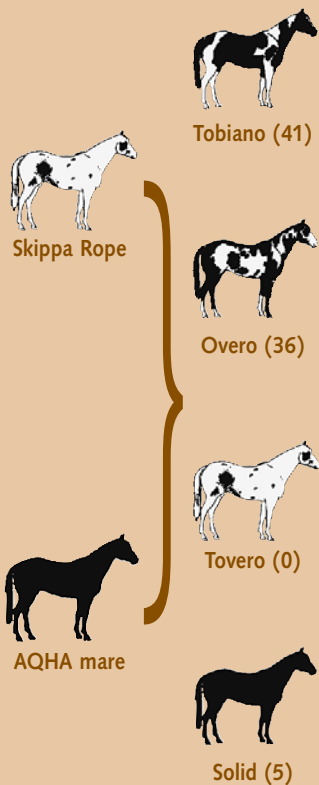 Tobiano (41)
Skippa Rope
Overo (36)
Tovero (0)
AQHA mare
Solid (5)